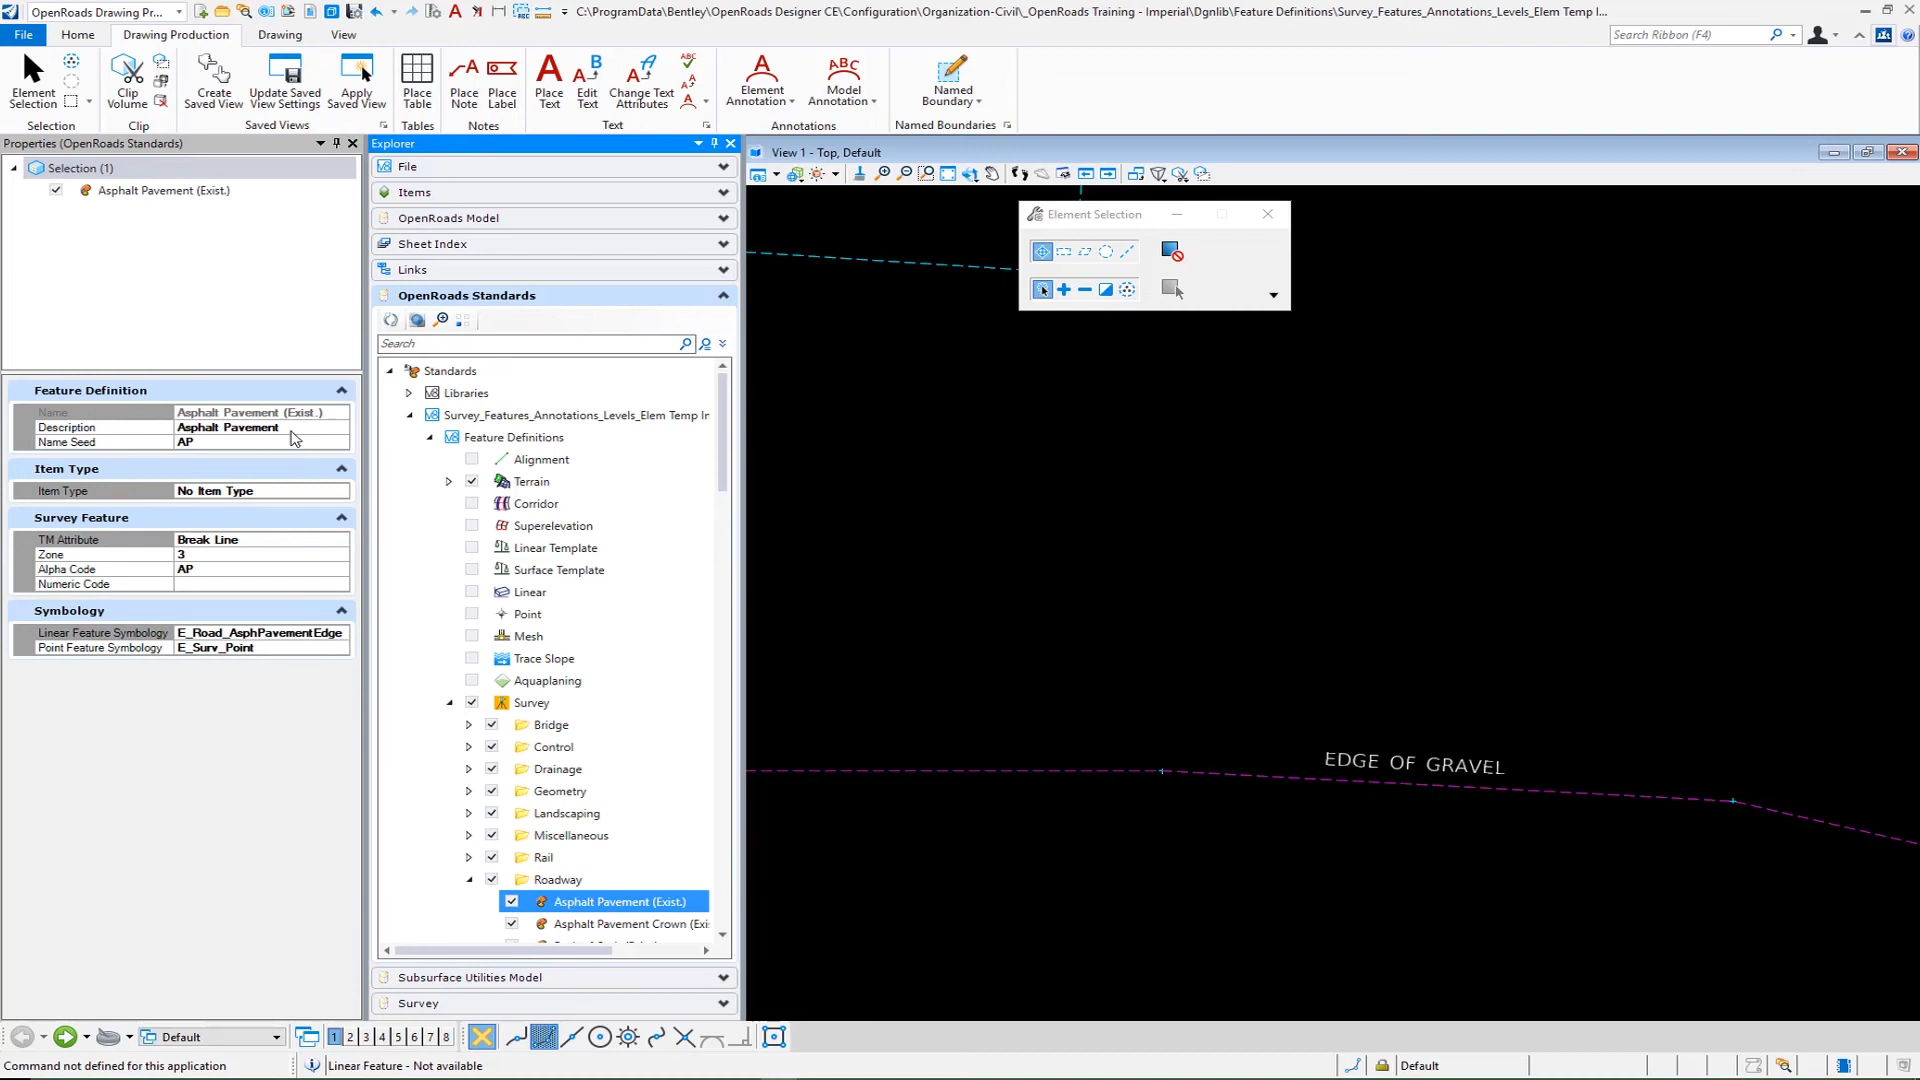 OpenRoads Drawing Pr...
C:\ProgramData\Bentley\OpenRoads Designer CE\Configuration\Organization-Civil\_OpenRoads Training - Imperial\Dgnlib\Feature Definitions\Survey_Features_Annotations_Levels_Elem Temp I...
File
Home
Drawing Production
Drawing
View
Search Ribbon (F4)
Element Selection
Clip Volume
Create Saved View
Update Saved View Settings
Apply Saved View
Place Table
Place Note
Place Label
Place Text
Edit Text
Change Text Attributes
Element Annotation
Model Annotation
Named Boundary
Selection
Clip
Saved Views
Tables
Notes
Text
Annotations
Named Boundaries
Properties (OpenRoads Standards)
Selection (1)
Asphalt Pavement (Exist.)
Feature Definition
Name Asphalt Pavement (Exist.)
Description Asphalt Pavement
Name Seed AP
Item Type
Item Type No Item Type
Survey Feature
TM Attribute Break Line
Zone 3
Alpha Code AP
Numeric Code
Symbology
Linear Feature Symbology E_Road_AsphPavementEdge
Point Feature Symbology E_Surv_Point
Explorer
File
Items
OpenRoads Model
Sheet Index
Links
OpenRoads Standards
Search
Standards
Libraries
Survey_Features_Annotations_Levels_Elem Temp In
Feature Definitions
Alignment
Terrain
Corridor
Superelevation
Linear Template
Surface Template
Linear
Point
Mesh
Trace Slope
Aquaplaning
Survey
Bridge
Control
Drainage
Geometry
Landscaping
Miscellaneous
Rail
Roadway
Asphalt Pavement (Exist.)
Asphalt Pavement Crown (Exi
Subsurface Utilities Model
Survey
View 1 - Top, Default
Element Selection
EDGE OF GRAVEL
Default
1 2 3 4 5 6 7 8
Command not defined for this application
Linear Feature - Not available
Default